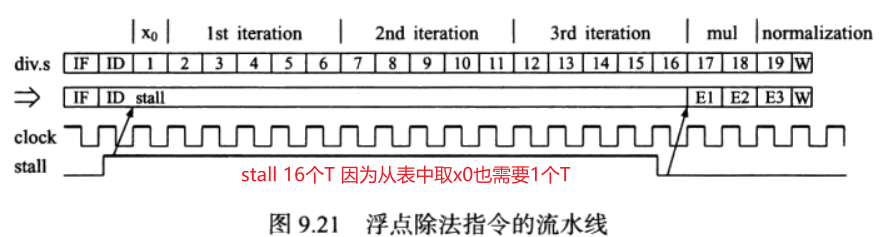 x₀ 1st iteration 2nd iteration 3rd iteration mul normalization
div.s IF ID 1 2 3 4 5 6 7 8 9 10 11 12 13 14 15 16 17 18 19 W
⇒ IF ID stall E1 E2 E3 W
clock
stall
stall 16个T 因为从表中取x0也需要1个T
图 9.21 浮点除法指令的流水线